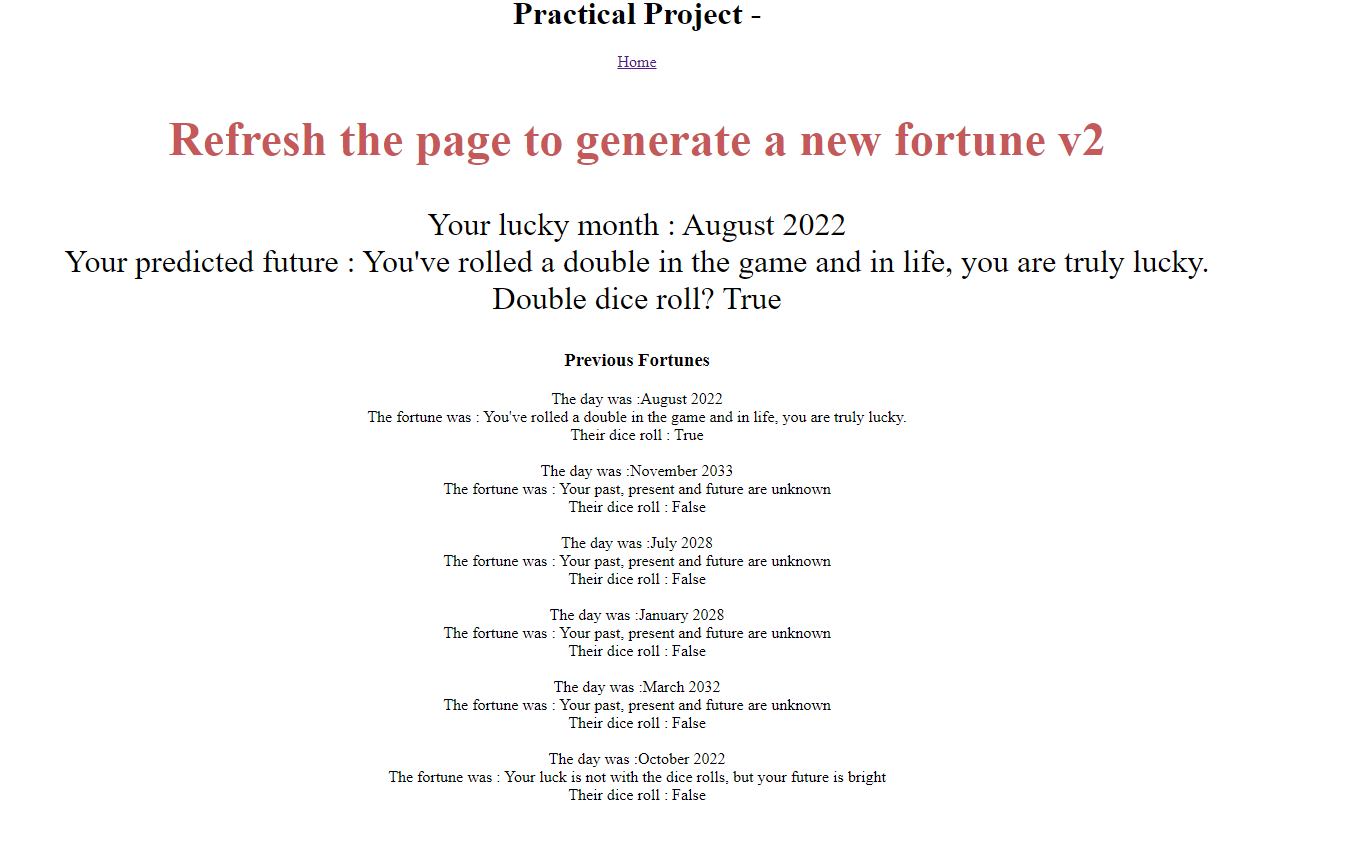 Practical Project -
Home
Refresh the page to generate a new fortune v2
Your lucky month : August 2022
Your predicted future : You've rolled a double in the game and in life, you are truly lucky.
Double dice roll? True
Previous Fortunes
The day was :August 2022
The fortune was : You've rolled a double in the game and in life, you are truly lucky.
Their dice roll : True
The day was :November 2033
The fortune was : Your past, present and future are unknown
Their dice roll : False
The day was :July 2028
The fortune was : Your past, present and future are unknown
Their dice roll : False
The day was :January 2028
The fortune was : Your past, present and future are unknown
Their dice roll : False
The day was :March 2032
The fortune was : Your past, present and future are unknown
Their dice roll : False
The day was :October 2022
The fortune was : Your luck is not with the dice rolls, but your future is bright
Their dice roll : False